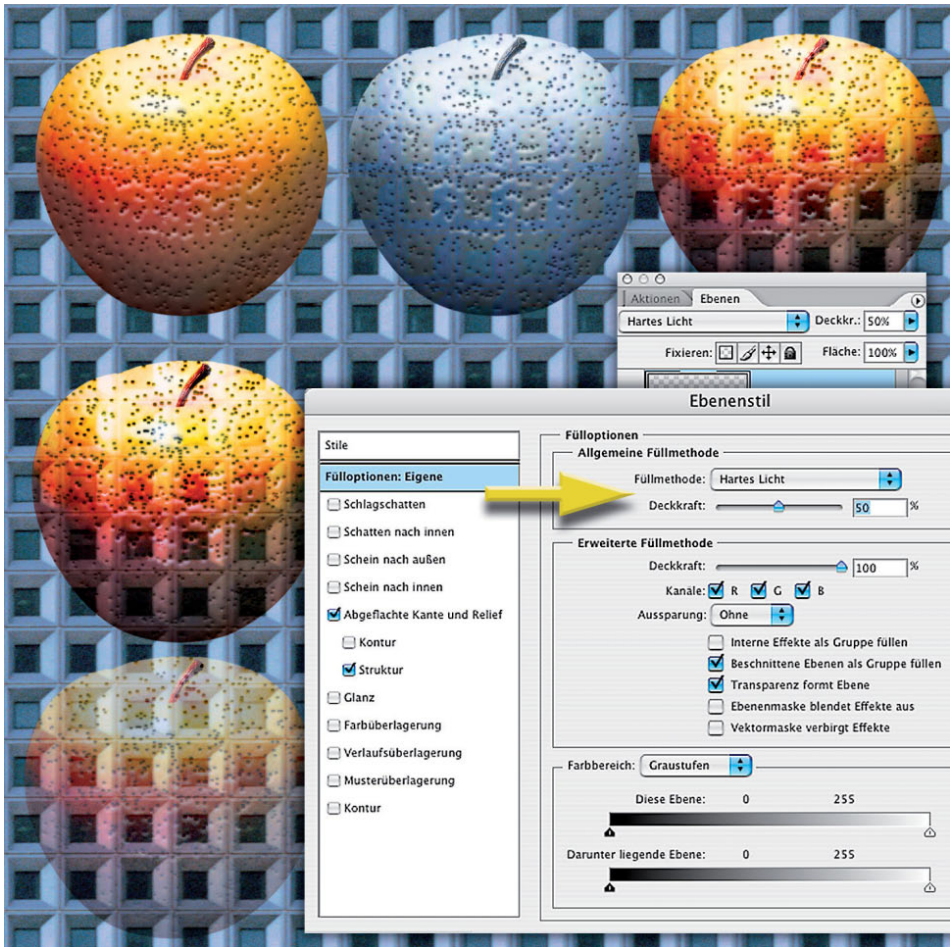 Aktionen Ebenen
Hartes Licht Deckkr.: 50%
Fixieren: Fläche: 100%
Ebenenstil
Stile
Fülloptionen: Eigene
Schlagschatten
Schatten nach innen
Schein nach außen
Schein nach innen
Abgeflachte Kante und Relief
Kontur
Struktur
Glanz
Farbüberlagerung
Verlaufsüberlagerung
Musterüberlagerung
Kontur
Fülloptionen
Allgemeine Füllmethode
Füllmethode: Hartes Licht
Deckkraft: 50 %
Erweiterte Füllmethode
Deckkraft: 100 %
Kanäle: R G B
Aussparung: Ohne
Interne Effekte als Gruppe füllen
Beschnittene Ebenen als Gruppe füllen
Transparenz formt Ebene
Ebenenmaske blendet Effekte aus
Vektormaske verbirgt Effekte
Farbbereich: Graustufen
Diese Ebene: 0 255
Darunter liegende Ebene: 0 255